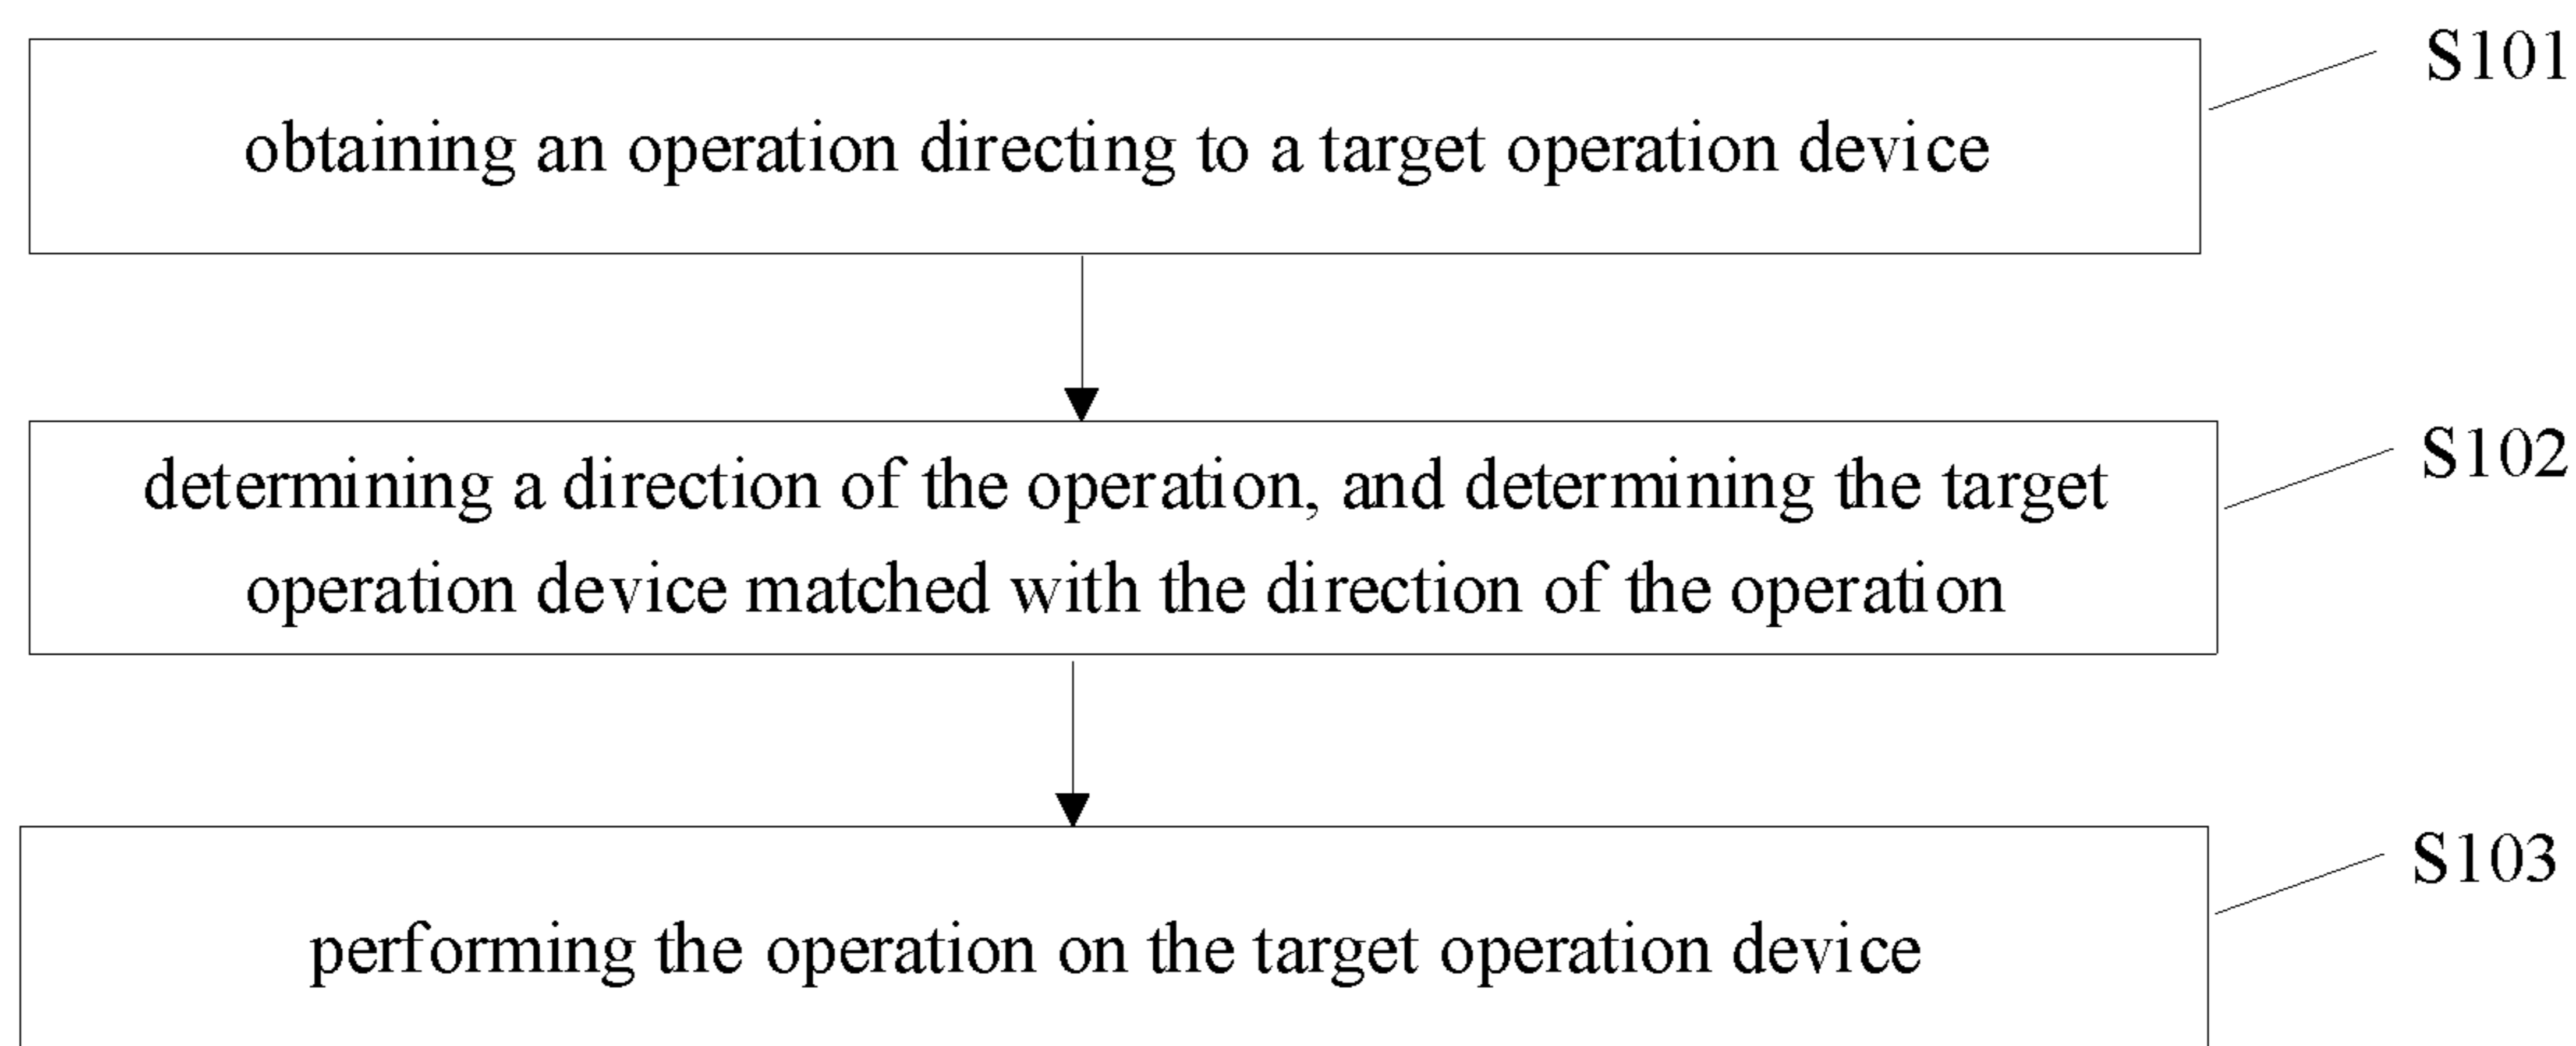 S101
obtaining an operation directing to a target operation device
S102
determining a direction of the operation, and determining the target
operation device matched with the direction of the operation
S103
performing the operation on the target operation device